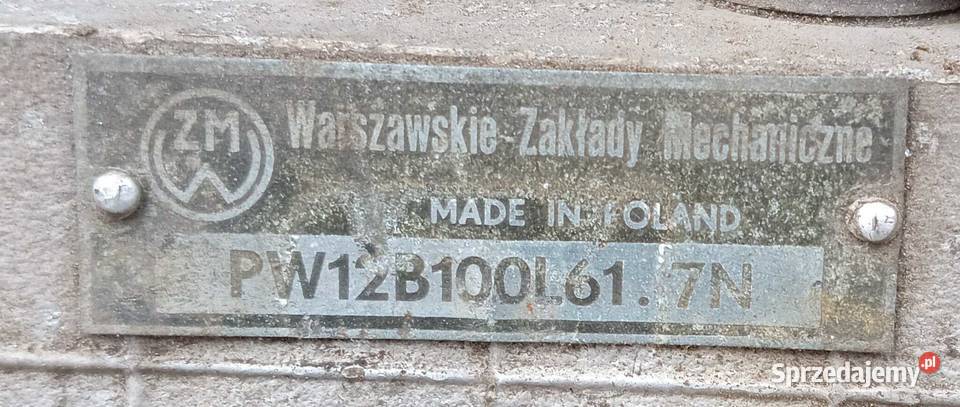 ZM
W
Warszawskie Zakłady Mechaniczne
MADE IN POLAND
PW12B100L61. 7N
Sprzedajemy.pl